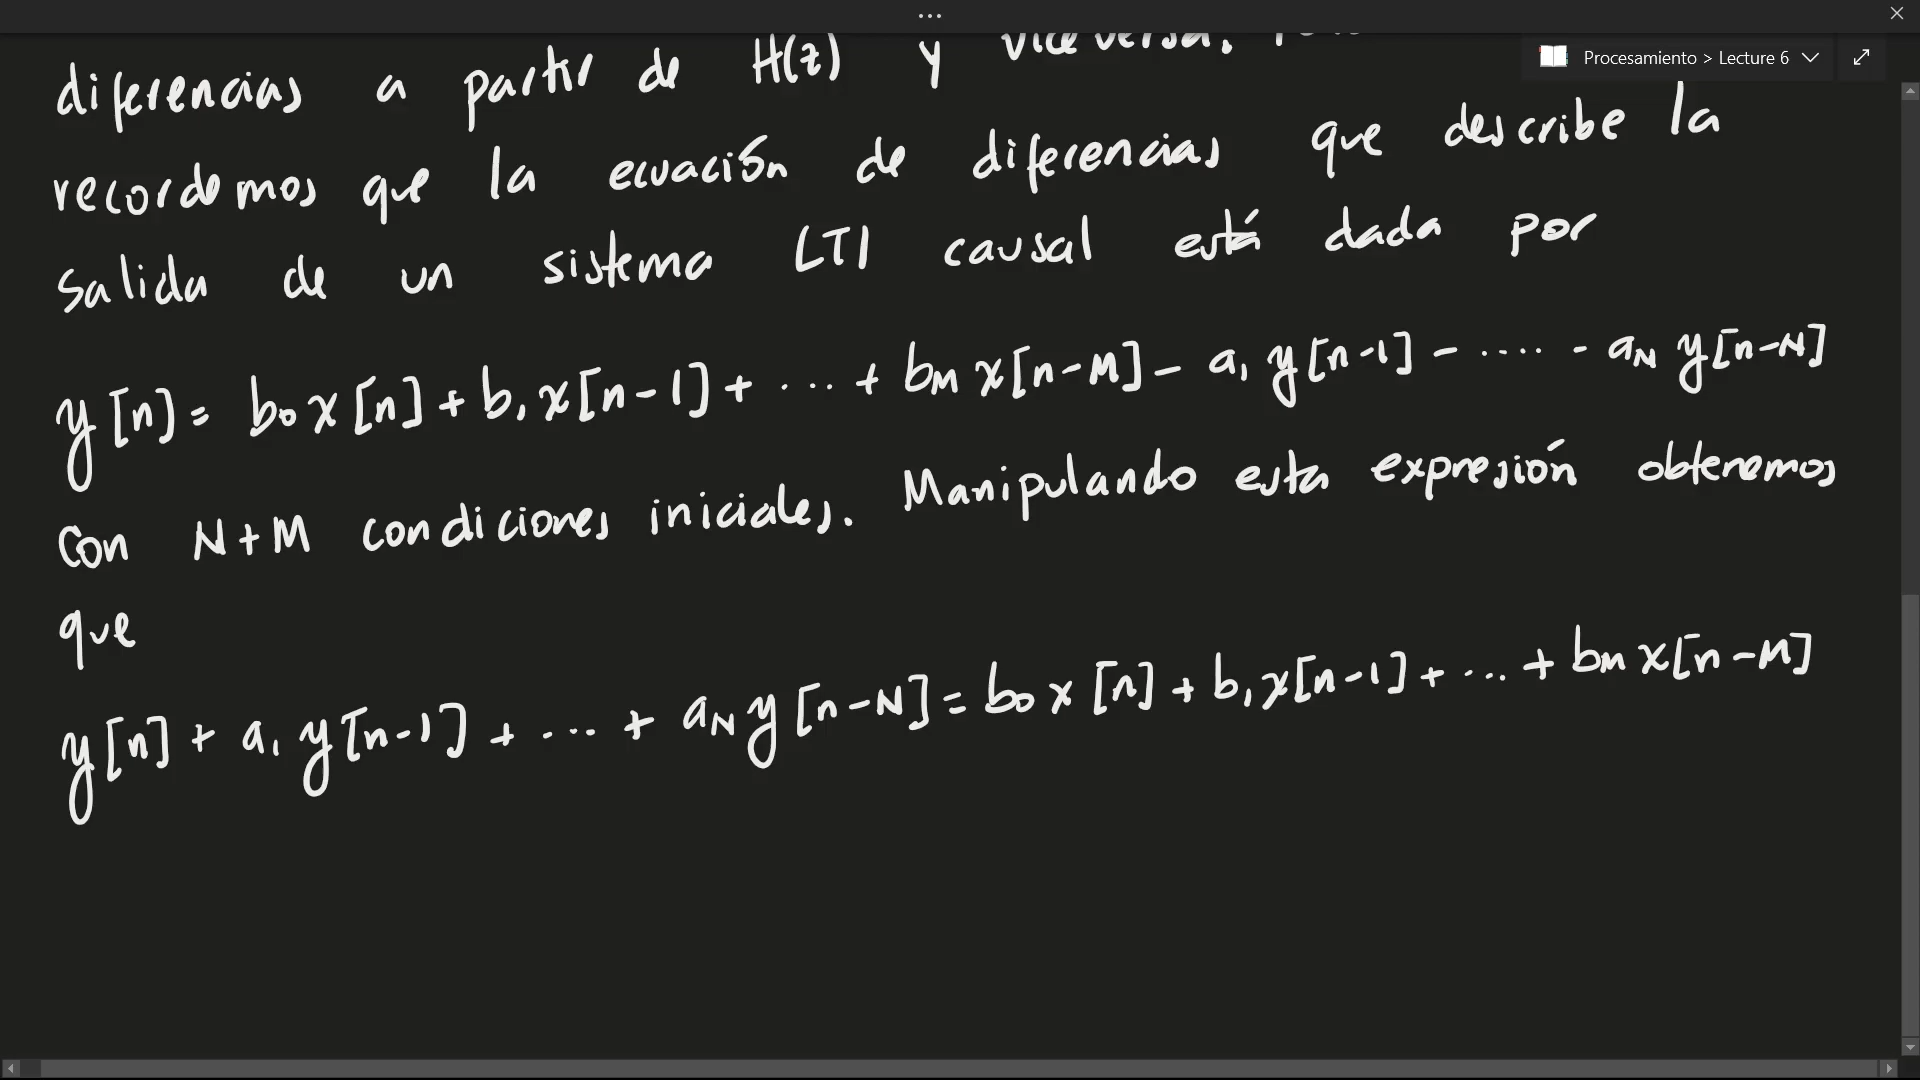 ...
Procesamiento > Lecture 6
diferencias a partir de H(z) y viceversa.
recordemos que la ecuación de diferencias que describe la
salida de un sistema LTI causal está dada por
y[n] = b₀x[n] + b₁x[n-1] + ... + b_M x[n-M] - a₁y[n-1] - ..... - a_N y[n-N]
Con N+M condiciones iniciales. Manipulando esta expresión obtenemos
que
y[n] + a₁y[n-1] + ... + a_N y[n-N] = b₀x[n] + b₁x[n-1] + ... + b_M x[n-M]